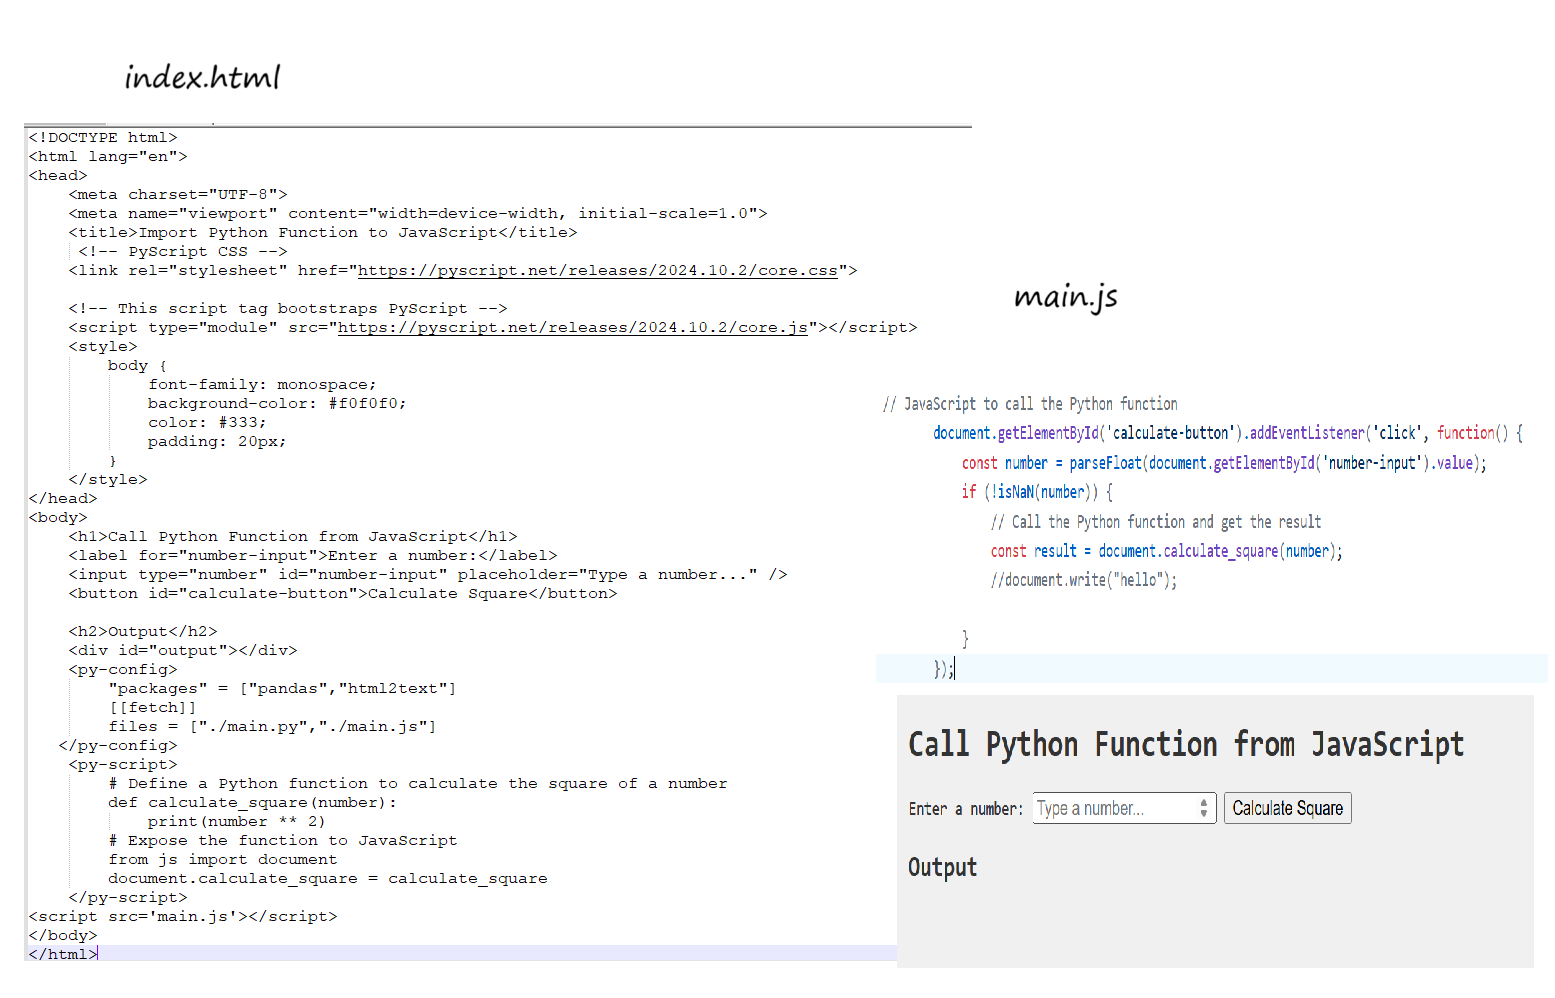 index.html
<!DOCTYPE html>
<html lang="en">
<head>
<meta charset="UTF-8">
<meta name="viewport" content="width=device-width, initial-scale=1.0">
<title>Import Python Function to JavaScript</title>
<!-- PyScript CSS -->
<link rel="stylesheet" href="https://pyscript.net/releases/2024.10.2/core.css">
<!-- This script tag bootstraps PyScript -->
<script type="module" src="https://pyscript.net/releases/2024.10.2/core.js"></script>
<style>
body {
font-family: monospace;
background-color: #f0f0f0;
color: #333;
padding: 20px;
}
</style>
</head>
<body>
<h1>Call Python Function from JavaScript</h1>
<label for="number-input">Enter a number:</label>
<input type="number" id="number-input" placeholder="Type a number..." />
<button id="calculate-button">Calculate Square</button>
<h2>Output</h2>
<div id="output"></div>
<py-config>
"packages" = ["pandas","html2text"]
[[fetch]]
files = ["./main.py","./main.js"]
</py-config>
<py-script>
# Define a Python function to calculate the square of a number
def calculate_square(number):
print(number ** 2)
# Expose the function to JavaScript
from js import document
document.calculate_square = calculate_square
</py-script>
<script src='main.js'></script>
</body>
</html>
main.js
// JavaScript to call the Python function
document.getElementById('calculate-button').addEventListener('click', function() {
const number = parseFloat(document.getElementById('number-input').value);
if (!isNaN(number)) {
// Call the Python function and get the result
const result = document.calculate_square(number);
//document.write("hello");
}
});
Call Python Function from JavaScript
Enter a number: Type a number... Calculate Square
Output